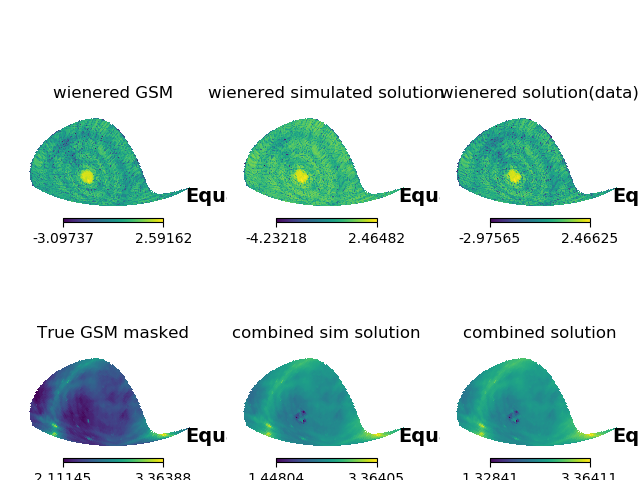 wienered GSM
wienered simulated solution
wienered solution(data)
Equ
Equ
Eq
-3.09737 2.59162
-4.23218 2.46482
-2.97565 2.46625
True GSM masked
combined sim solution
combined solution
Equ
Equ
Eq
2.11145 3.36388
1.44804 3.36405
1.32841 3.36411